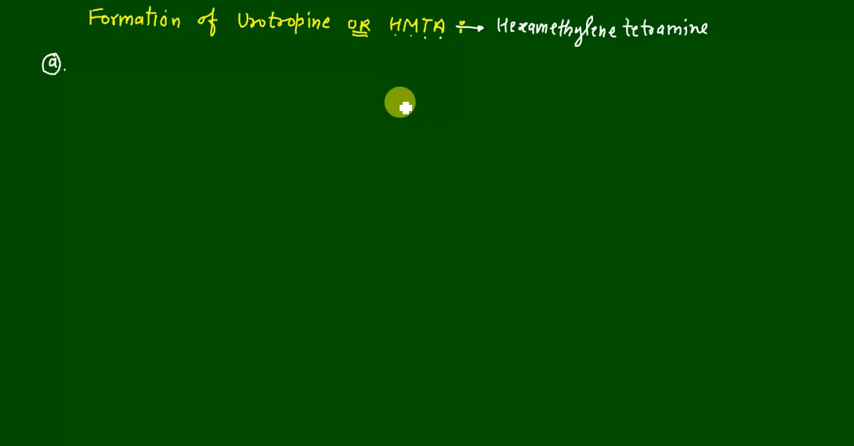 Formation of Urotropine OR HMTA :→ Hexamethylene tetramine
(a).